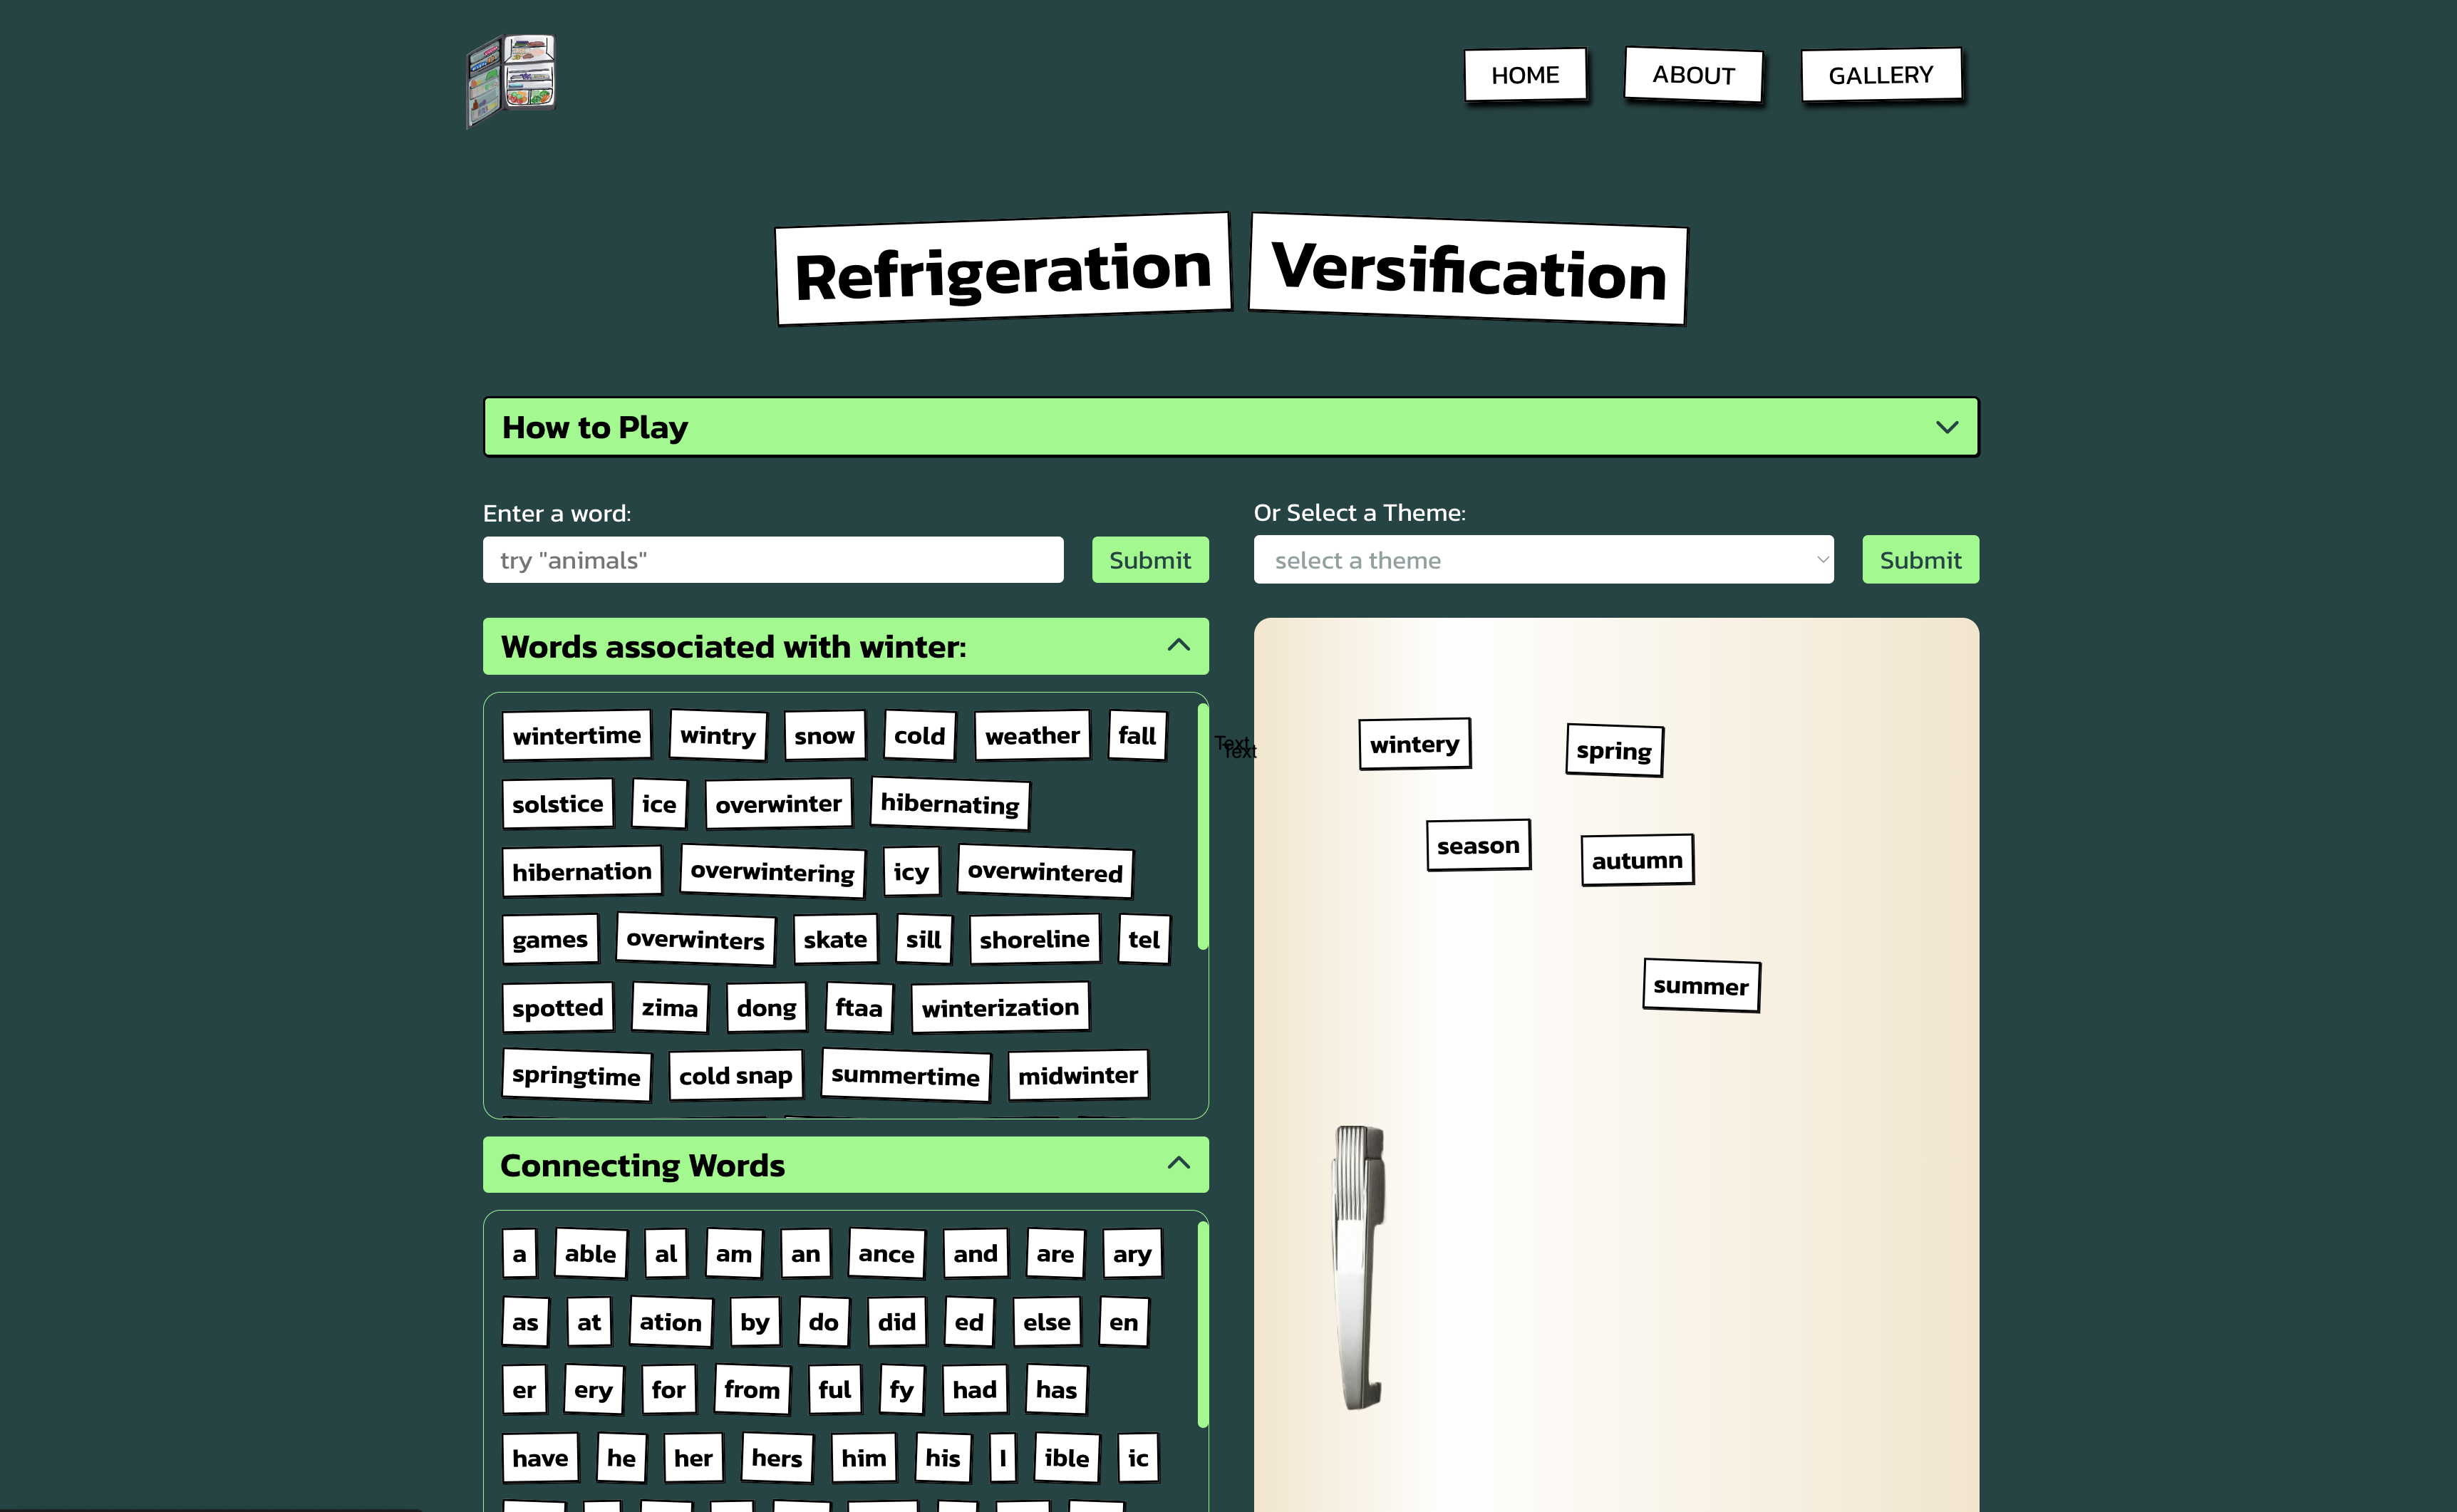 HOME ABOUT GALLERY
Refrigeration Versification
How to Play
Enter a word:
try "animals" Submit
Or Select a Theme:
select a theme Submit
Words associated with winter:
wintertime wintry snow cold weather fall
solstice ice overwinter hibernating
hibernation overwintering icy overwintered
games overwinters skate sill shoreline tel
spotted zima dong ftaa winterization
springtime cold snap summertime midwinter
Text
Text
wintery spring
season autumn
summer
Connecting Words
a able al am an ance and are ary
as at ation by do did ed else en
er ery for from ful fy had has
have he her hers him his I ible ic